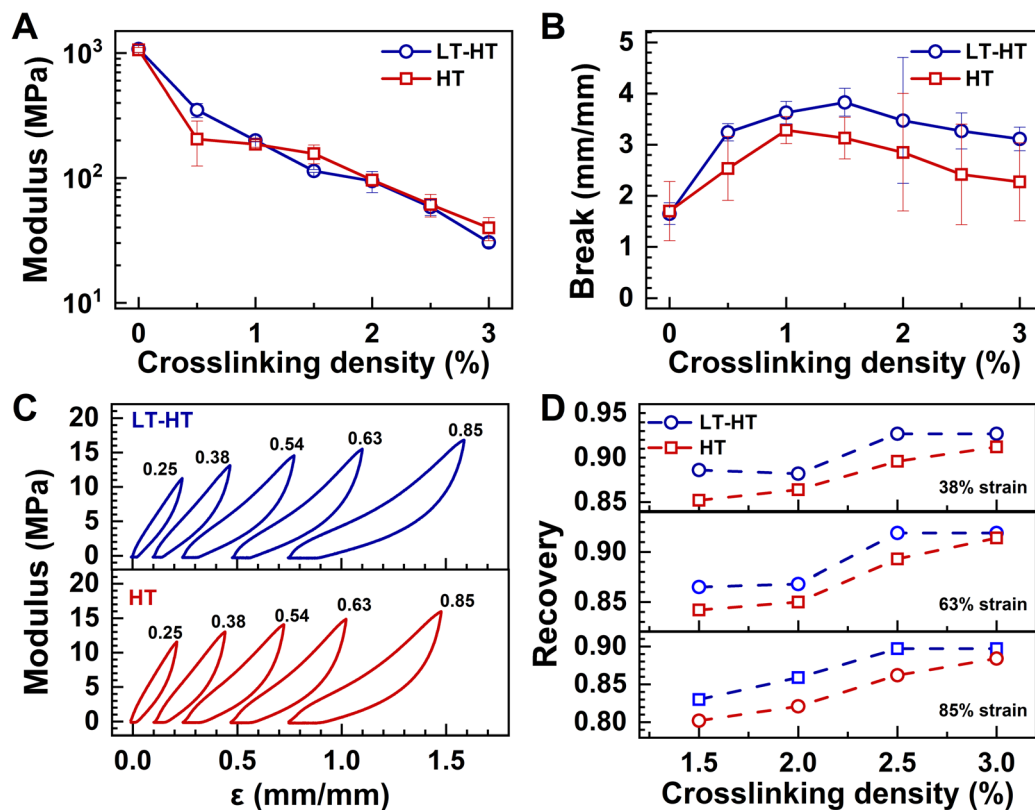 A
Modulus (MPa)
10³
10²
10¹
LT-HT
HT
0
1
2
3
Crosslinking density (%)
B
Break (mm/mm)
5
4
3
2
1
0
LT-HT
HT
0
1
2
3
Crosslinking density (%)
C
Modulus (MPa)
20
15
10
5
0
LT-HT
0.25
0.38
0.54
0.63
0.85
20
15
10
5
0
HT
0.25
0.38
0.54
0.63
0.85
0.0
0.5
1.0
1.5
ε (mm/mm)
D
Recovery
0.95
0.90
0.85
LT-HT
HT
38% strain
0.90
0.85
63% strain
0.90
0.85
0.80
85% strain
1.5
2.0
2.5
3.0
Crosslinking density (%)